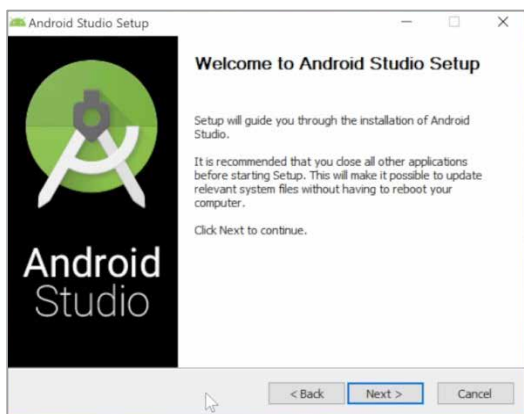 Android Studio Setup
Welcome to Android Studio Setup
Setup will guide you through the installation of Android
Studio.
It is recommended that you close all other applications
before starting Setup. This will make it possible to update
relevant system files without having to reboot your
computer.
Click Next to continue.
Android
Studio
< Back
Next >
Cancel